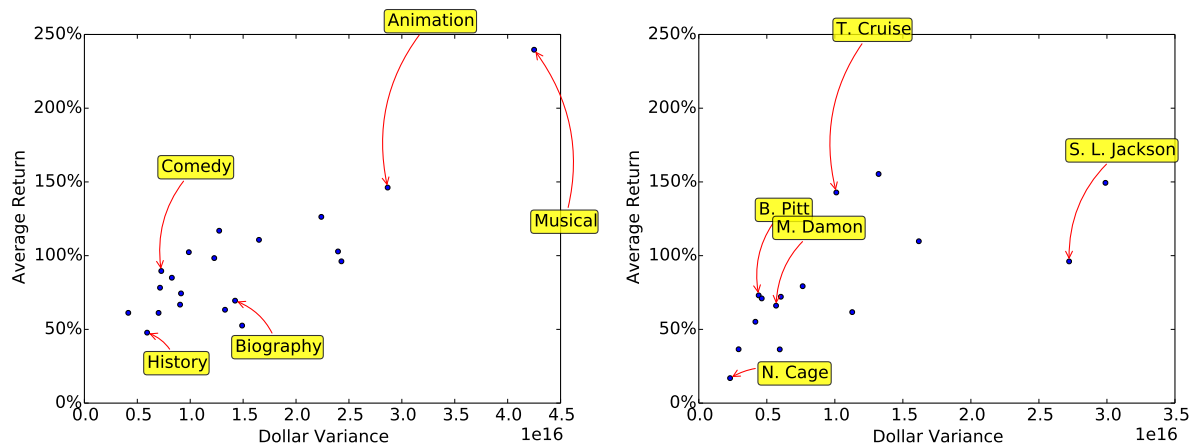 Animation
Comedy
Musical
Biography
History
250%
200%
150%
100%
50%
0%
Average Return
0.0 0.5 1.0 1.5 2.0 2.5 3.0 3.5 4.0 4.5
1e16
Dollar Variance
T. Cruise
S. L. Jackson
B. Pitt
M. Damon
N. Cage
250%
200%
150%
100%
50%
0%
Average Return
0.0 0.5 1.0 1.5 2.0 2.5 3.0 3.5
1e16
Dollar Variance